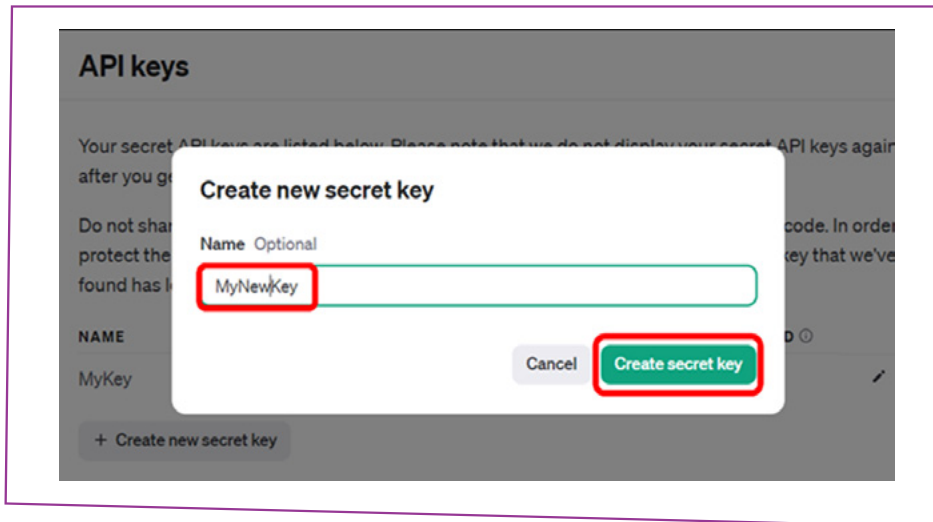 API keys
Your secret API keys are listed below. Please note that we do not display your secret API keys again
after you ge
Create new secret key
Do not shar
code. In order
Name Optional
protect the
key that we've
MyNewKey
found has l
NAME
D
Cancel
Create secret key
MyKey
+ Create new secret key